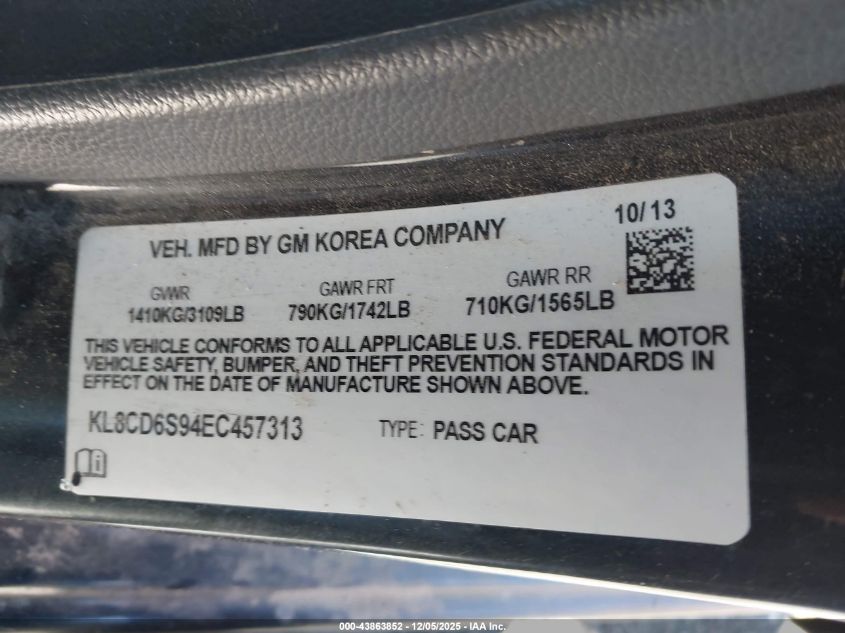 10/13
VEH. MFD BY GM KOREA COMPANY
GVWR GAWR FRT GAWR RR
1410KG/3109LB 790KG/1742LB 710KG/1565LB
THIS VEHICLE CONFORMS TO ALL APPLICABLE U.S. FEDERAL MOTOR
VEHICLE SAFETY, BUMPER, AND THEFT PREVENTION STANDARDS IN
EFFECT ON THE DATE OF MANUFACTURE SHOWN ABOVE.
KL8CD6S94EC457313 TYPE: PASS CAR
000-43863852 - 12/05/2025 - IAA Inc.